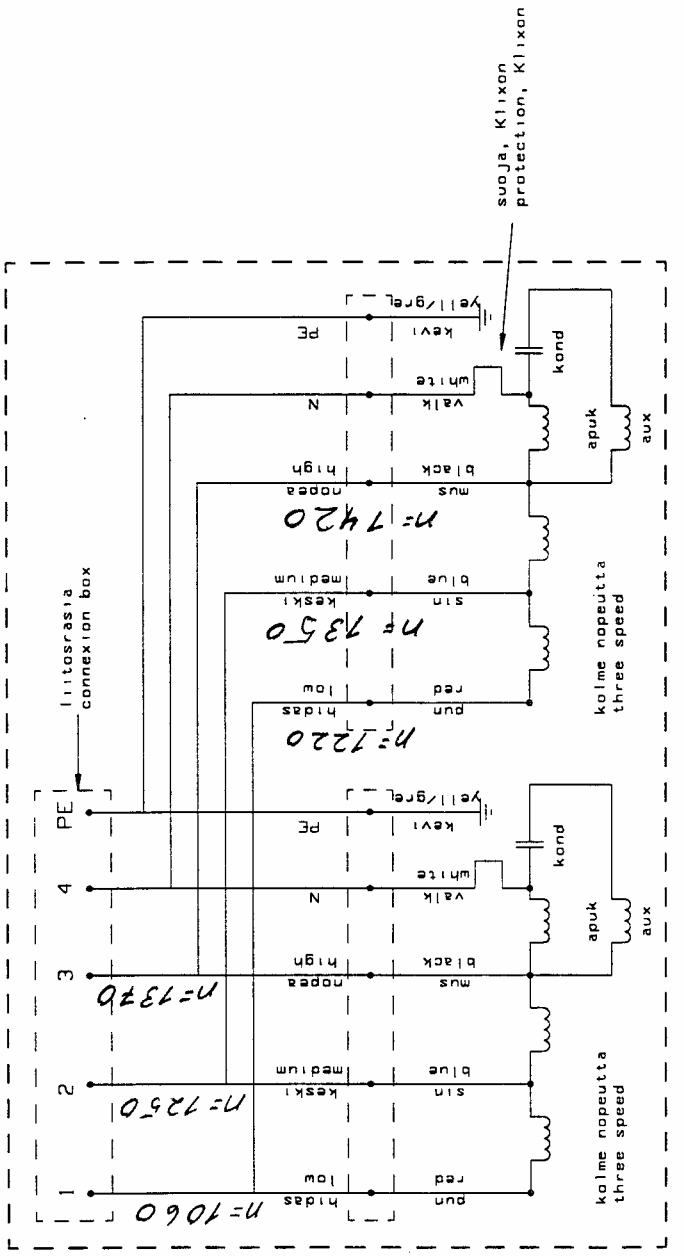 suoja, Klixon
protection, Klixon
liitosrasia
connexion box
1
2
3
4
PE
n=1060
n=1250
n=1370
hidas
low
keski
medium
nopea
high
N
PE
pun
red
sin
blue
mus
black
valk
white
kevi
yell/gre
kond
apuk
aux
kolme nopeutta
three speed
n=1220
n=1350
n=1420
hidas
low
keski
medium
nopea
high
N
PE
pun
red
sin
blue
mus
black
valk
white
kevi
yell/gre
kond
apuk
aux
kolme nopeutta
three speed